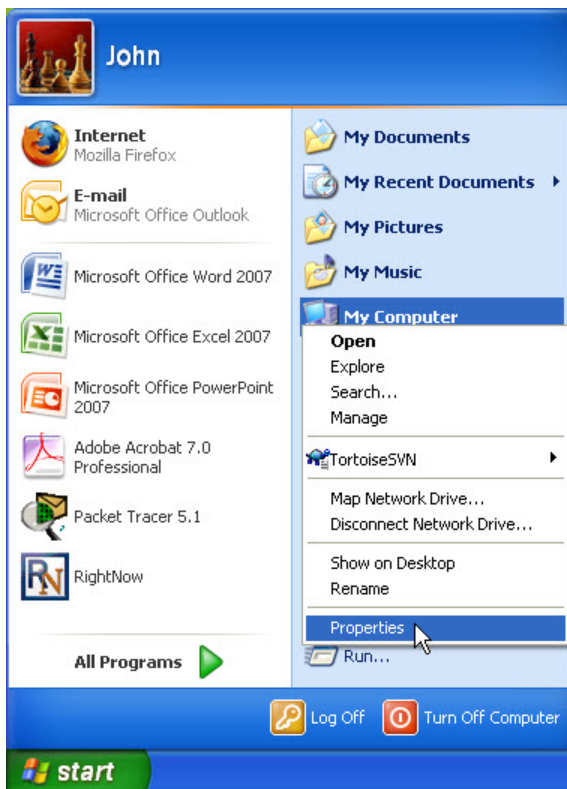 John
Internet
Mozilla Firefox
E-mail
Microsoft Office Outlook
Microsoft Office Word 2007
Microsoft Office Excel 2007
Microsoft Office PowerPoint
2007
Adobe Acrobat 7.0
Professional
Packet Tracer 5.1
RightNow
All Programs
My Documents
My Recent Documents
My Pictures
My Music
My Computer
Open
Explore
Search...
Manage
TortoiseSVN
Map Network Drive...
Disconnect Network Drive...
Show on Desktop
Rename
Properties
Run...
Log Off
Turn Off Computer
start